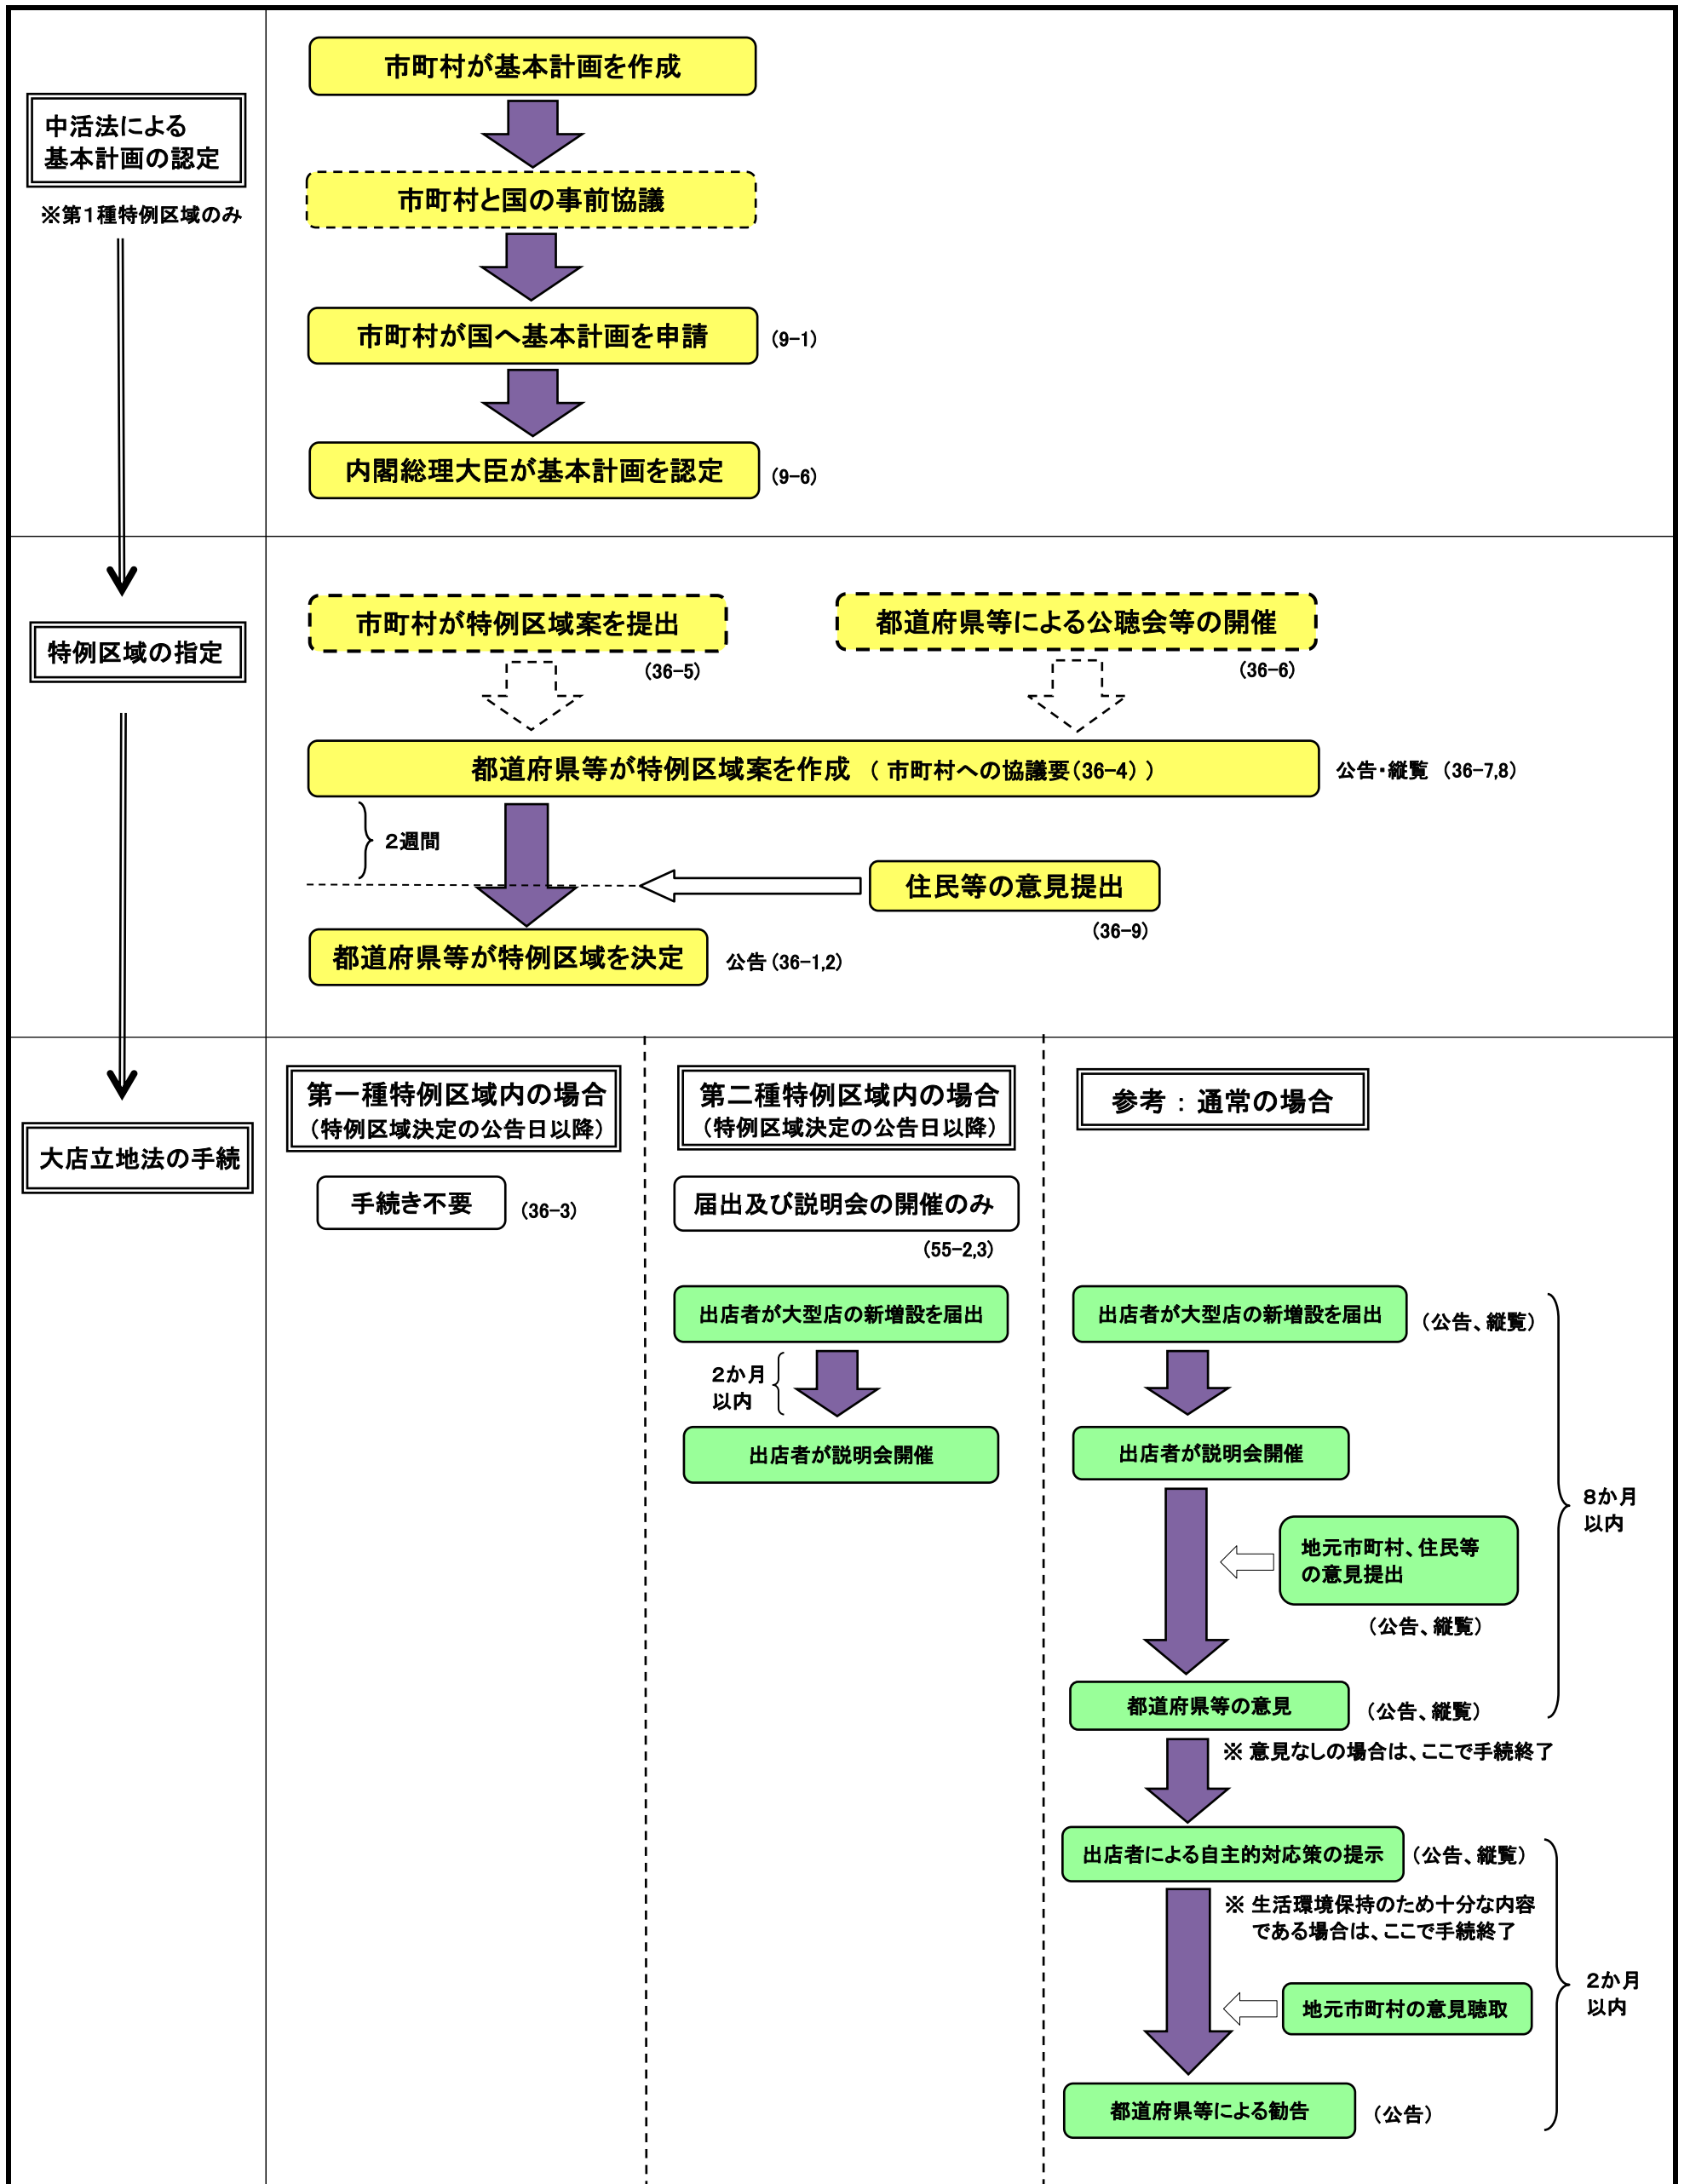 中活法による
基本計画の認定
※第1種特例区域のみ
市町村が基本計画を作成
市町村と国の事前協議
市町村が国へ基本計画を申請
(9-1)
内閣総理大臣が基本計画を認定
(9-6)
特例区域の指定
市町村が特例区域案を提出
(36-5)
都道府県等による公聴会等の開催
(36-6)
都道府県等が特例区域案を作成 ( 市町村への協議要(36-4) )
公告・縦覧 (36-7,8)
2週間
住民等の意見提出
(36-9)
都道府県等が特例区域を決定
公告 (36-1,2)
大店立地法の手続
第一種特例区域内の場合
(特例区域決定の公告日以降)
手続き不要
(36-3)
第二種特例区域内の場合
(特例区域決定の公告日以降)
届出及び説明会の開催のみ
(55-2,3)
出店者が大型店の新増設を届出
2か月
以内
出店者が説明会開催
参考 : 通常の場合
出店者が大型店の新増設を届出
(公告、縦覧)
出店者が説明会開催
8か月
以内
地元市町村、住民等
の意見提出
(公告、縦覧)
都道府県等の意見
(公告、縦覧)
※ 意見なしの場合は、ここで手続終了
出店者による自主的対応策の提示
(公告、縦覧)
※ 生活環境保持のため十分な内容
である場合は、ここで手続終了
2か月
以内
地元市町村の意見聴取
都道府県等による勧告
(公告)